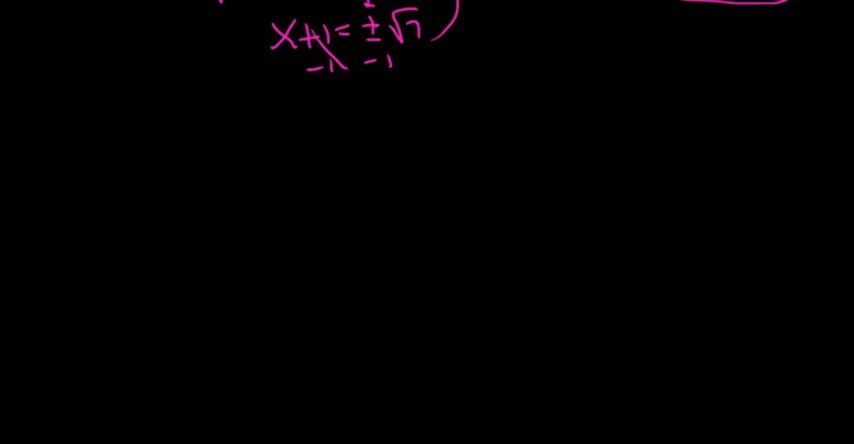 x+1 = ± √7
-1 -1